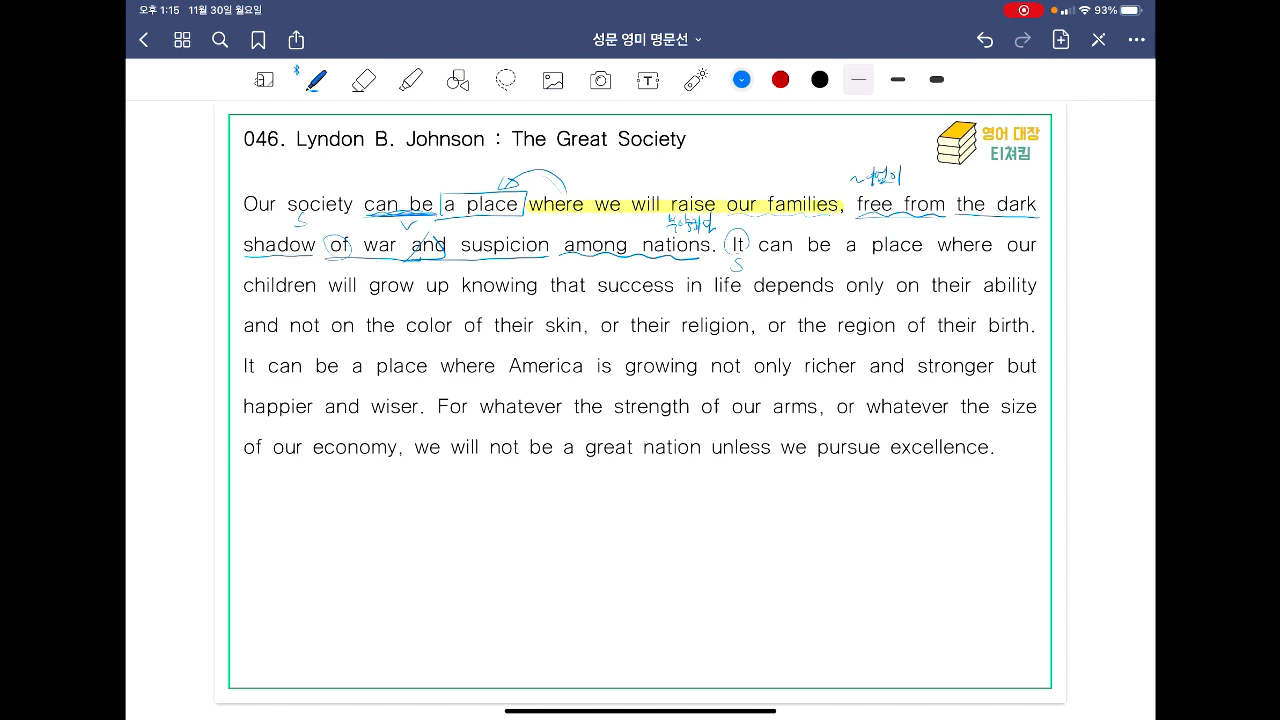 오후 1:15 11월 30일 월요일
93%
성문 영미 명문선
046. Lyndon B. Johnson : The Great Society
영어 대장
티쳐킴
~ 없이
Our society can be a place where we will raise our families, free from the dark
S
V
shadow of war and suspicion among nations. It can be a place where our
S
children will grow up knowing that success in life depends only on their ability
and not on the color of their skin, or their religion, or the region of their birth.
It can be a place where America is growing not only richer and stronger but
happier and wiser. For whatever the strength of our arms, or whatever the size
of our economy, we will not be a great nation unless we pursue excellence.